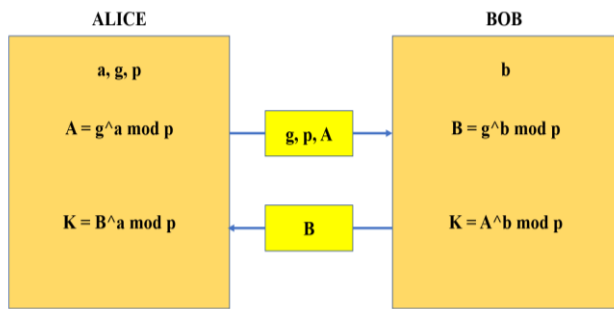 ALICE
BOB
a, g, p
b
A = g^a mod p
g, p, A
B = g^b mod p
K = B^a mod p
B
K = A^b mod p